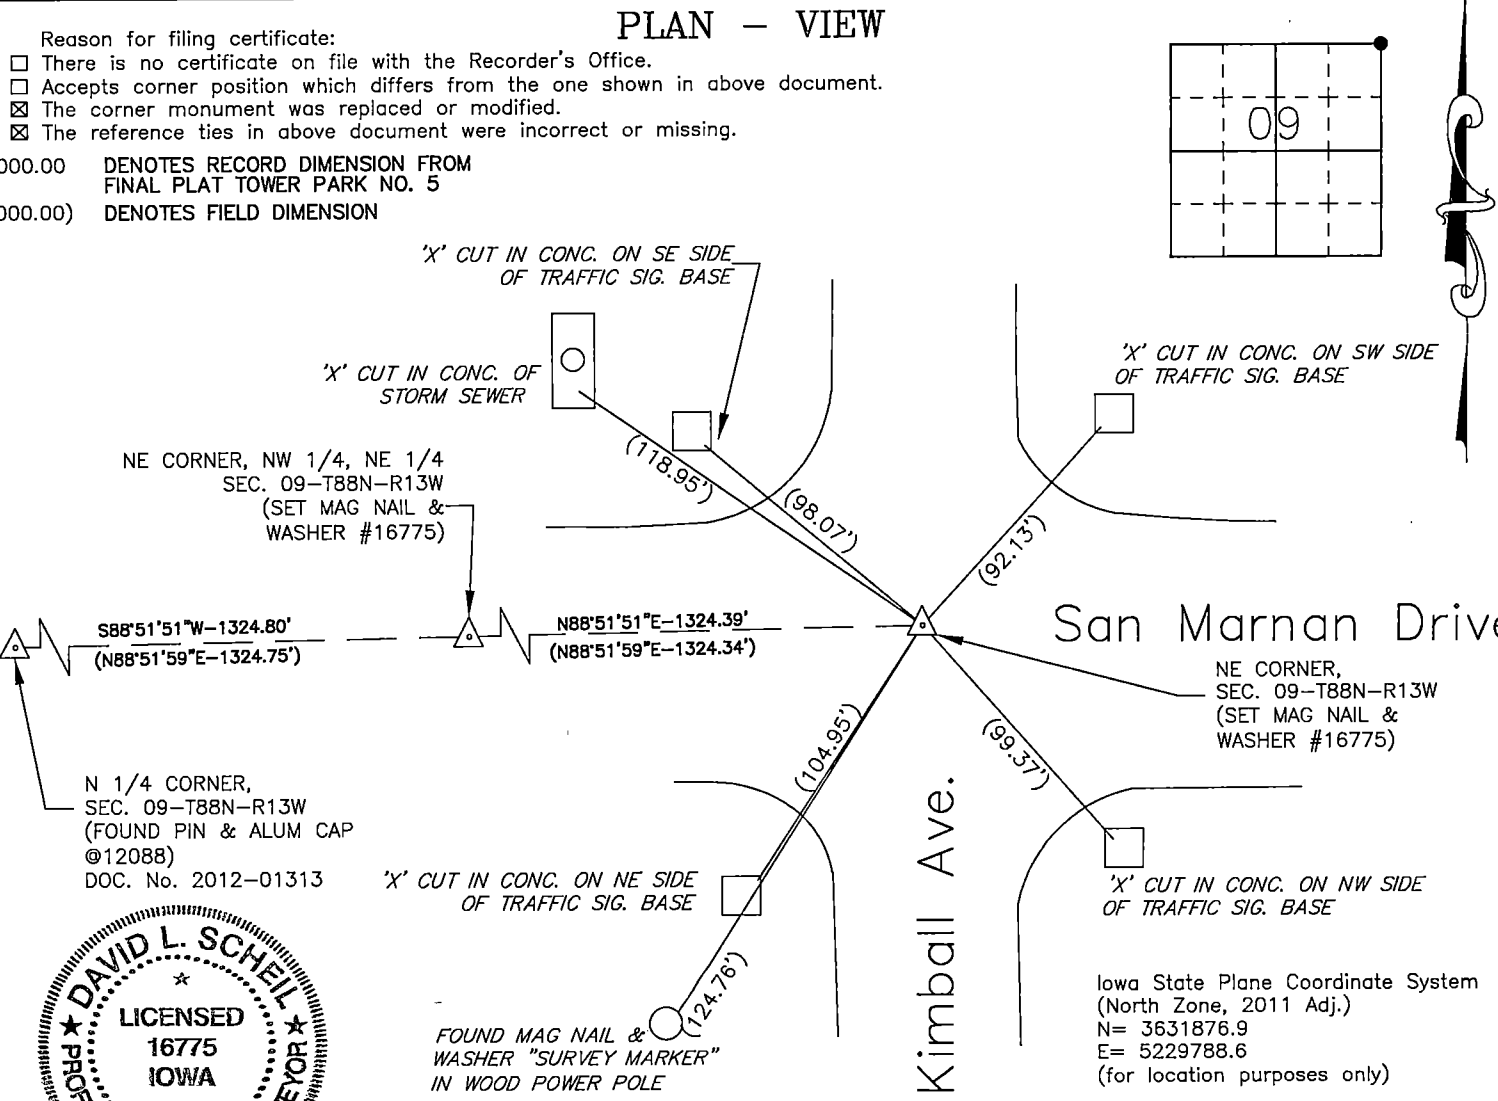 PLAN – VIEW
Reason for filing certificate:
☐ There is no certificate on file with the Recorder's Office.
☐ Accepts corner position which differs from the one shown in above document.
☒ The corner monument was replaced or modified.
☒ The reference ties in above document were incorrect or missing.
000.00 DENOTES RECORD DIMENSION FROM
FINAL PLAT TOWER PARK NO. 5
000.00) DENOTES FIELD DIMENSION
09
'X' CUT IN CONC. ON SE SIDE
OF TRAFFIC SIG. BASE
'X' CUT IN CONC. OF
STORM SEWER
'X' CUT IN CONC. ON SW SIDE
OF TRAFFIC SIG. BASE
NE CORNER, NW 1/4, NE 1/4
SEC. 09–T88N–R13W
(SET MAG NAIL &
WASHER #16775)
(118.95')
(98.07')
(92.13')
S88°51'51"W–1324.80'
(N88°51'59"E–1324.75')
N88°51'51"E–1324.39'
(N88°51'59"E–1324.34')
San Marnan Drive
NE CORNER,
SEC. 09–T88N–R13W
(SET MAG NAIL &
WASHER #16775)
(104.95')
(99.37')
N 1/4 CORNER,
SEC. 09–T88N–R13W
(FOUND PIN & ALUM CAP
@12088)
DOC. No. 2012–01313
'X' CUT IN CONC. ON NE SIDE
OF TRAFFIC SIG. BASE
Kimball Ave.
'X' CUT IN CONC. ON NW SIDE
OF TRAFFIC SIG. BASE
(124.76')
FOUND MAG NAIL &
WASHER "SURVEY MARKER"
IN WOOD POWER POLE
Iowa State Plane Coordinate System
(North Zone, 2011 Adj.)
N= 3631876.9
E= 5229788.6
(for location purposes only)
DAVID L. SCHEIL
LICENSED
16775
IOWA